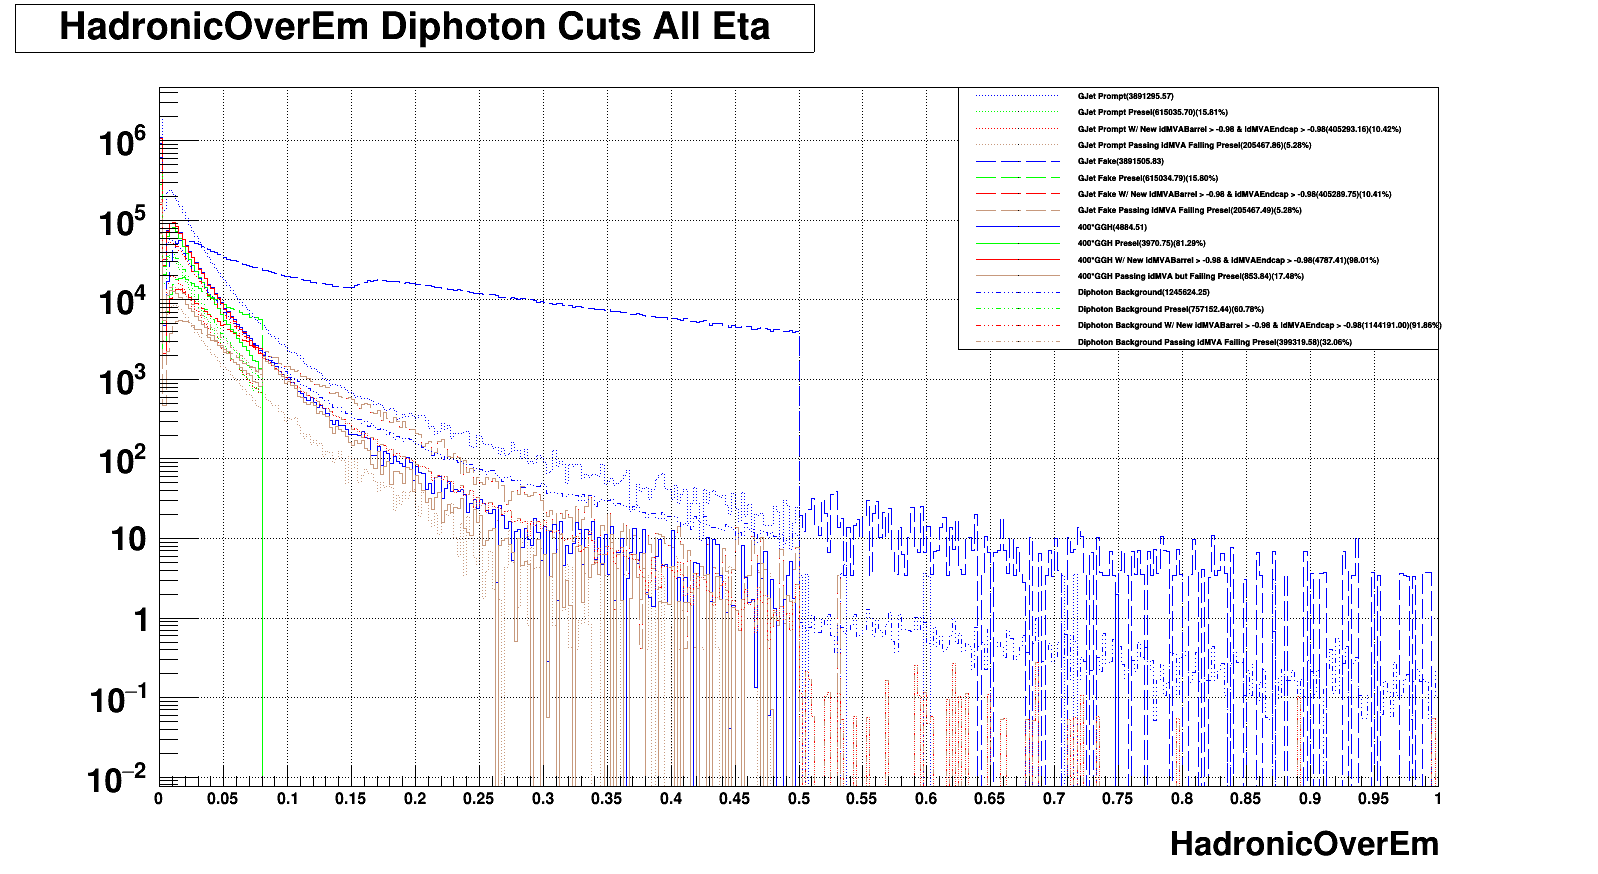 HadronicOverEm Diphoton Cuts All Eta
GJet Prompt(3891295.57)
GJet Prompt Presel(615035.70)(15.81%)
GJet Prompt W/ New idMVABarrel > -0.98 & idMVAEndcap > -0.98(405293.16)(10.42%)
GJet Prompt Passing idMVA Failing Presel(205467.86)(5.28%)
GJet Fake(3891505.83)
GJet Fake Presel(615034.79)(15.80%)
GJet Fake W/ New idMVABarrel > -0.98 & idMVAEndcap > -0.98(405289.75)(10.41%)
GJet Fake Passing idMVA Failing Presel(205467.49)(5.28%)
400*GGH(4884.51)
400*GGH Presel(3970.75)(81.29%)
400*GGH W/ New idMVABarrel > -0.98 & idMVAEndcap > -0.98(4787.41)(98.01%)
400*GGH Passing idMVA but Failing Presel(853.84)(17.48%)
Diphoton Background(1245624.25)
Diphoton Background Presel(757152.44)(60.78%)
Diphoton Background W/ New idMVABarrel > -0.98 & idMVAEndcap > -0.98(1144191.00)(91.86%)
Diphoton Background Passing idMVA Failing Presel(399319.58)(32.06%)
10^6
10^5
10^4
10^3
10^2
10
1
10^−1
10^−2
0 0.05 0.1 0.15 0.2 0.25 0.3 0.35 0.4 0.45 0.5 0.55 0.6 0.65 0.7 0.75 0.8 0.85 0.9 0.95 1
HadronicOverEm